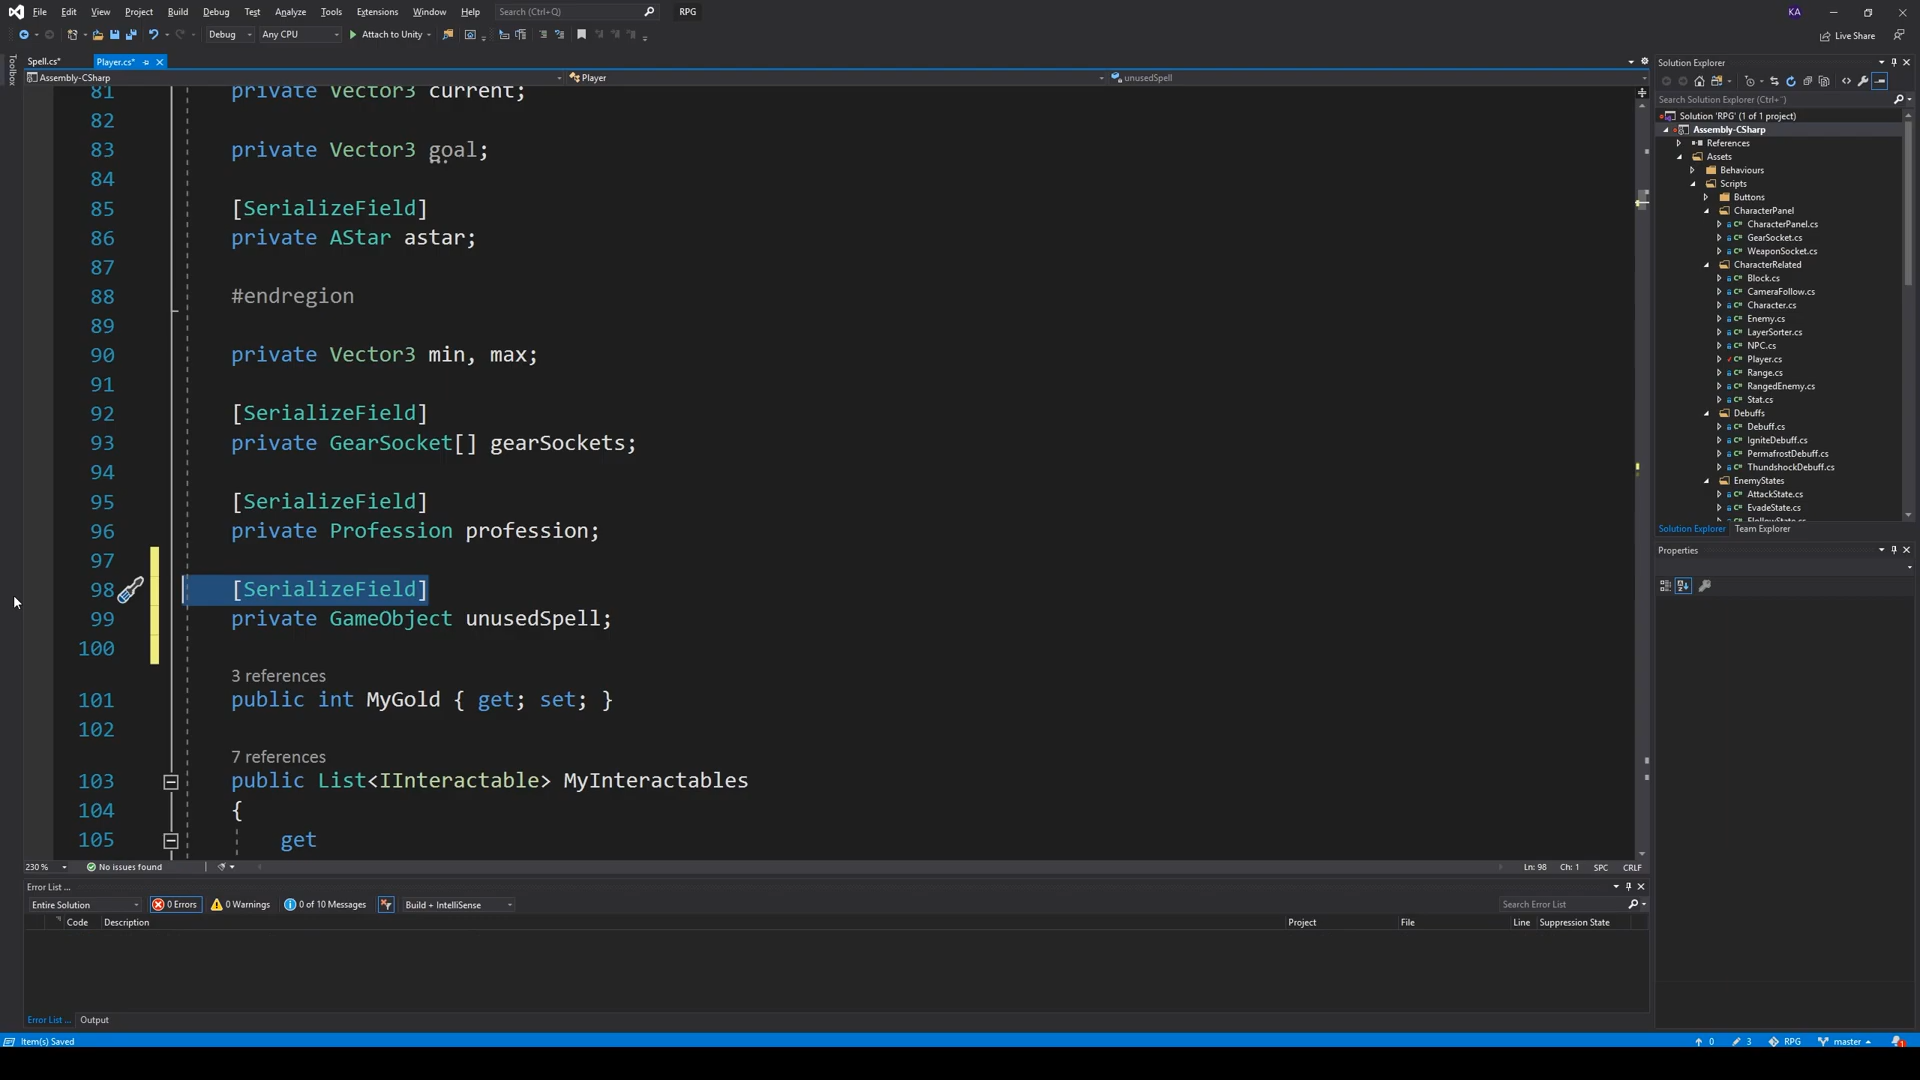 File Edit View Project Build Debug Test Analyze Tools Extensions Window Help Search (Ctrl+Q) RPG KA
Debug Any CPU Attach to Unity Live Share
Toolbox
Spell.cs* Player.cs*
Assembly-CSharp Player unusedSpell
81 private Vector3 current;
82
83 private Vector3 goal;
84
85 [SerializeField]
86 private AStar astar;
87
88 #endregion
89
90 private Vector3 min, max;
91
92 [SerializeField]
93 private GearSocket[] gearSockets;
94
95 [SerializeField]
96 private Profession profession;
97
98 [SerializeField]
99 private GameObject unusedSpell;
100
3 references
101 public int MyGold { get; set; }
102
7 references
103 public List<IInteractable> MyInteractables
104 {
105 get
230 % No issues found Ln: 98 Ch: 1 SPC CRLF
Error List ...
Entire Solution 0 Errors 0 Warnings 0 of 10 Messages Build + IntelliSense Search Error List
Code Description Project File Line Suppression State
Error List ... Output
Item(s) Saved 0 3 RPG master 1
Solution Explorer
Search Solution Explorer (Ctrl+¨)
Solution 'RPG' (1 of 1 project)
Assembly-CSharp
References
Assets
Behaviours
Scripts
Buttons
CharacterPanel
C# CharacterPanel.cs
C# GearSocket.cs
C# WeaponSocket.cs
CharacterRelated
C# Block.cs
C# CameraFollow.cs
C# Character.cs
C# Enemy.cs
C# LayerSorter.cs
C# NPC.cs
C# Player.cs
C# Range.cs
C# RangedEnemy.cs
C# Stat.cs
Debuffs
C# Debuff.cs
C# IgniteDebuff.cs
C# PermafrostDebuff.cs
C# ThundshockDebuff.cs
EnemyStates
C# AttackState.cs
C# EvadeState.cs
Solution Explorer Team Explorer
Properties